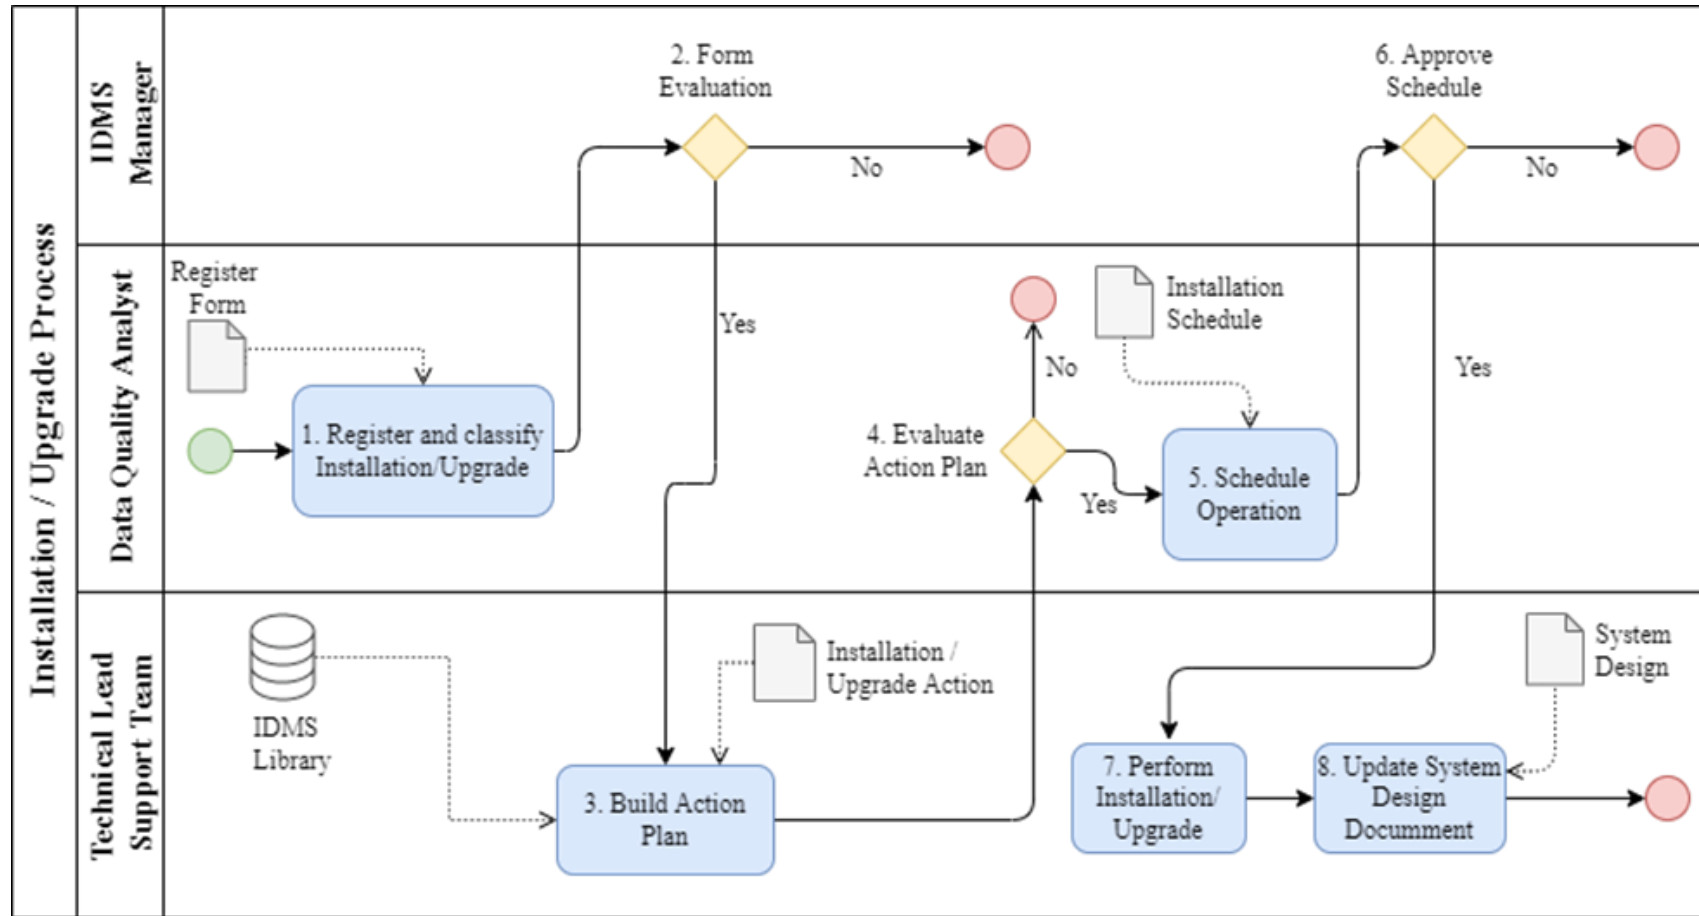 Installation / Upgrade Process
IDMS
Manager
2. Form
Evaluation
No
6. Approve
Schedule
No
Data Quality Analyst
Register
Form
1. Register and classify
Installation/Upgrade
Yes
4. Evaluate
Action Plan
No
Yes
Installation
Schedule
5. Schedule
Operation
Yes
Technical Lead
Support Team
IDMS
Library
Installation /
Upgrade Action
3. Build Action
Plan
7. Perform
Installation/
Upgrade
8. Update System
Design
Documment
System
Design